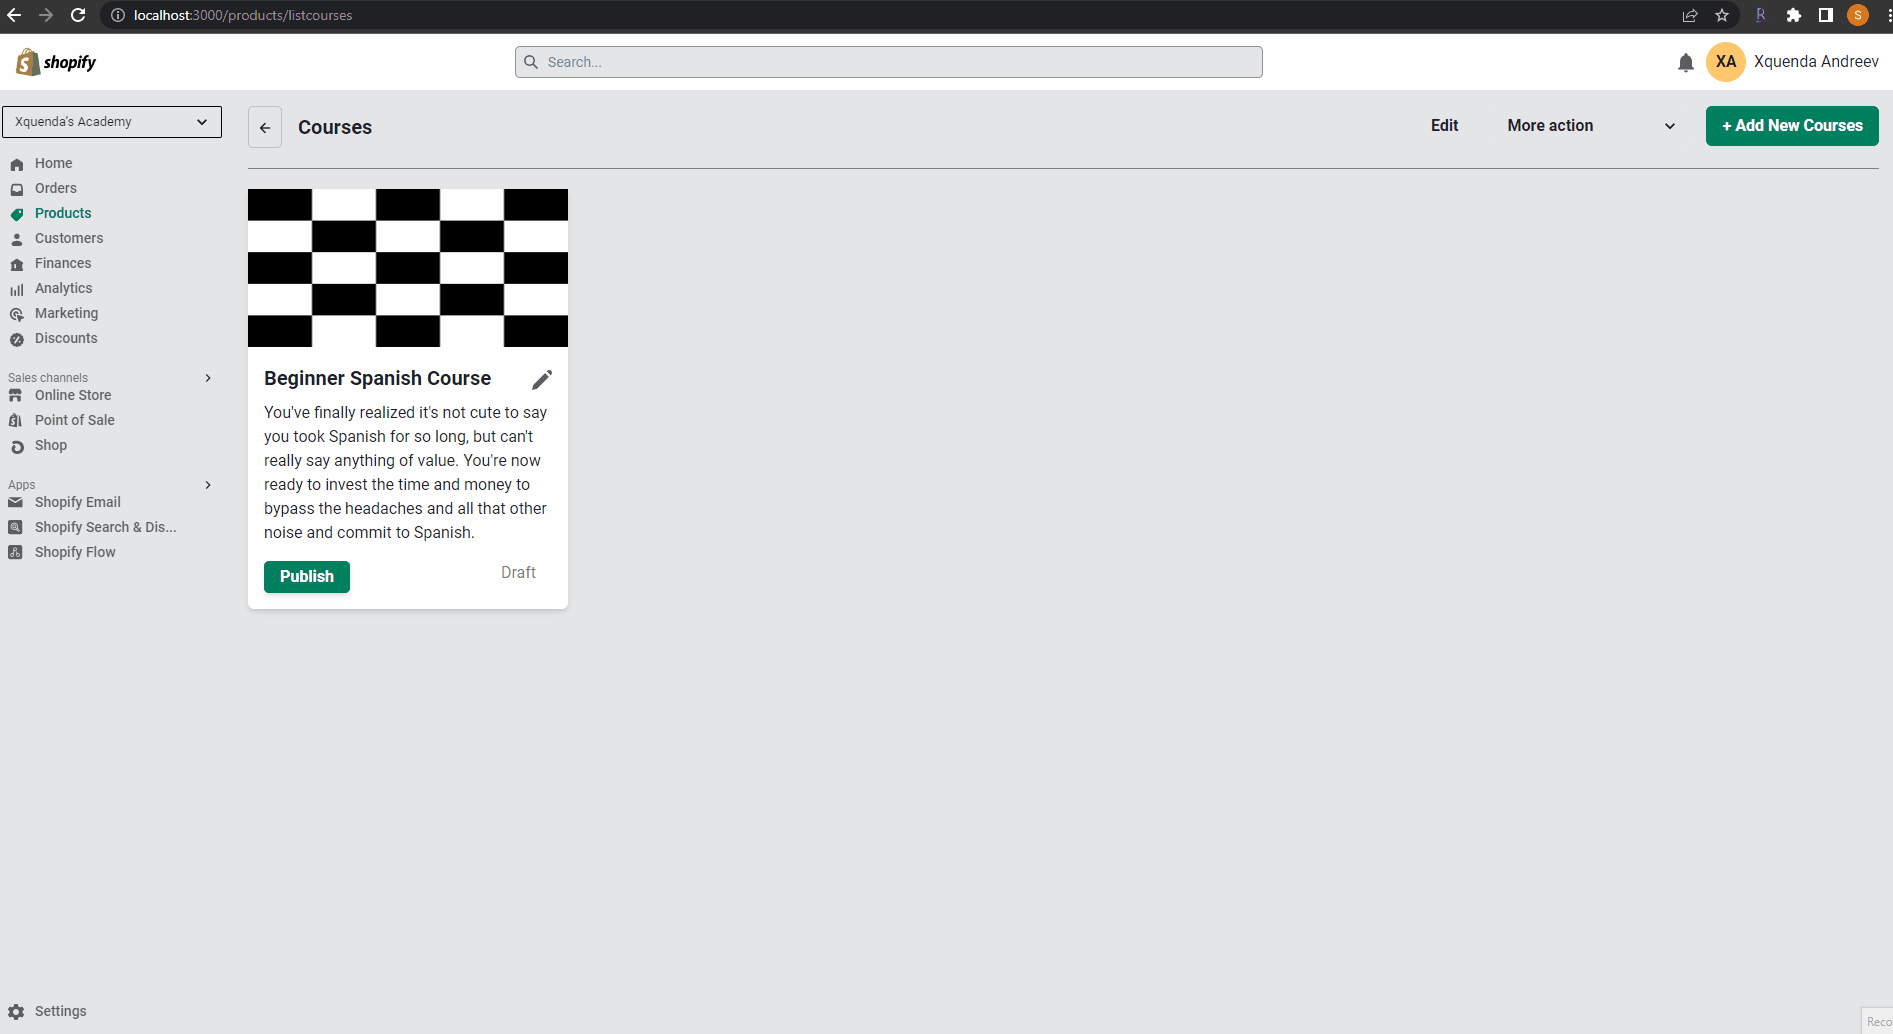 localhost:3000/products/listcourses
S
shopify
Search...
XA
Xquenda Andreev
Xquenda's Academy
Courses
Edit
More action
+ Add New Courses
Home
Orders
Products
Customers
Finances
Analytics
Marketing
Discounts
Sales channels
Online Store
Point of Sale
Shop
Apps
Shopify Email
Shopify Search & Dis...
Shopify Flow
Beginner Spanish Course
You've finally realized it's not cute to say
you took Spanish for so long, but can't
really say anything of value. You're now
ready to invest the time and money to
bypass the headaches and all that other
noise and commit to Spanish.
Publish
Draft
Settings
Reco